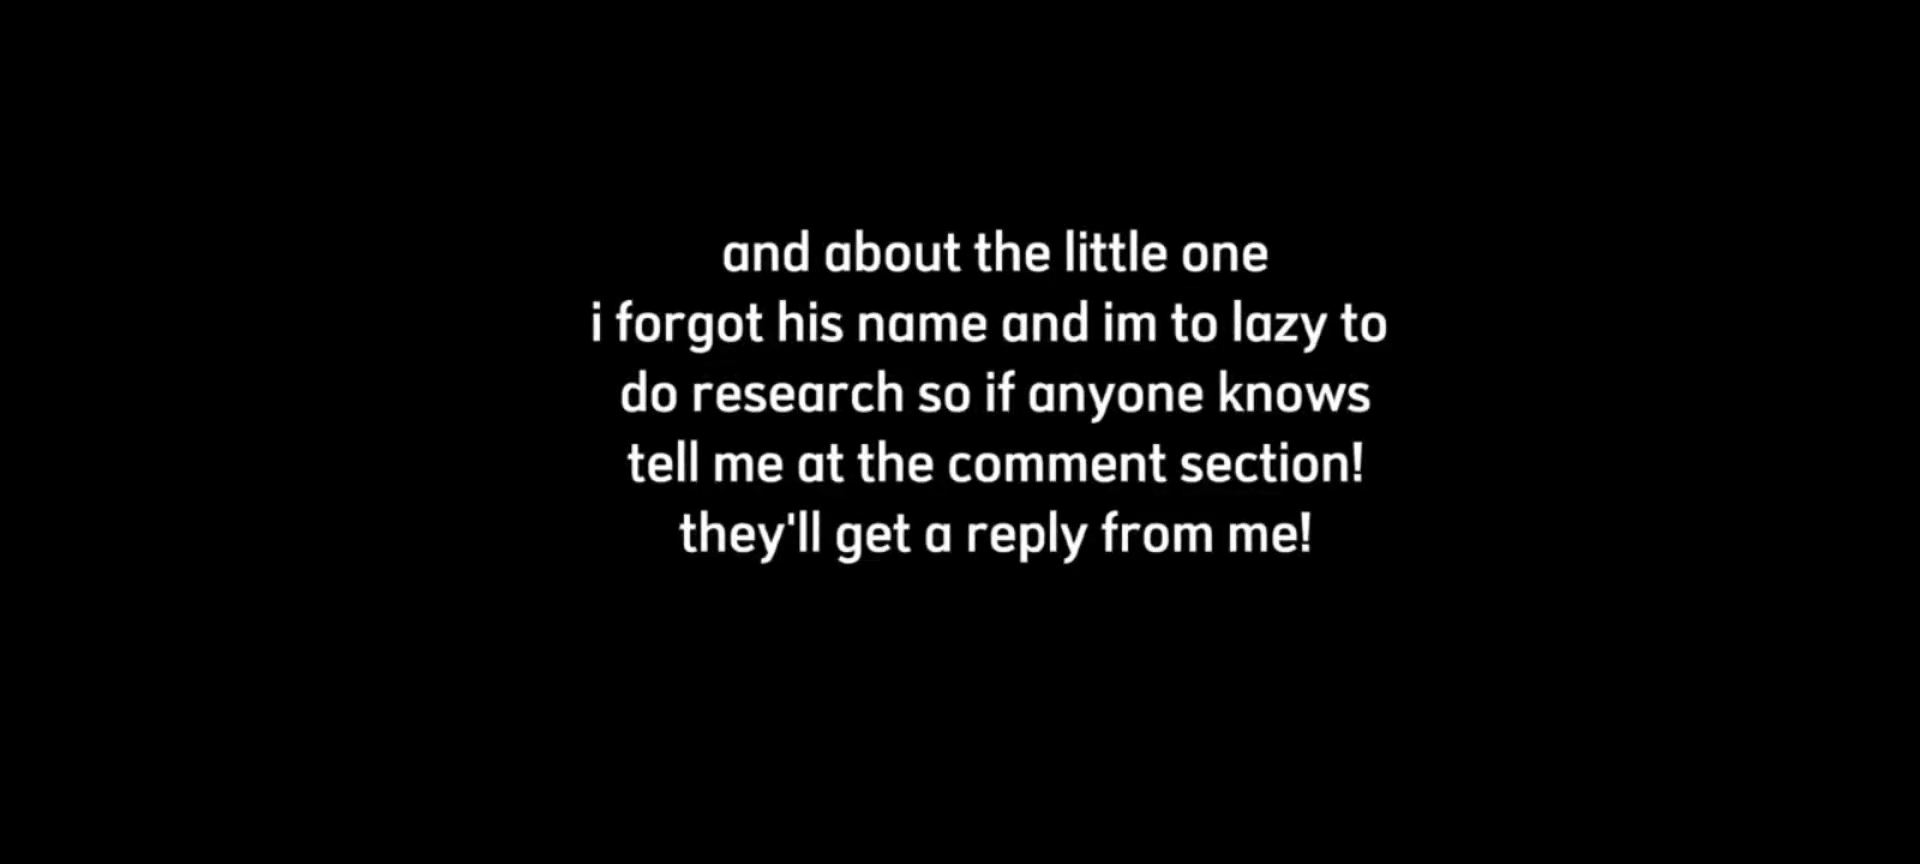 and about the little one
i forgot his name and im to lazy to
do research so if anyone knows
tell me at the comment section!
they'll get a reply from me!